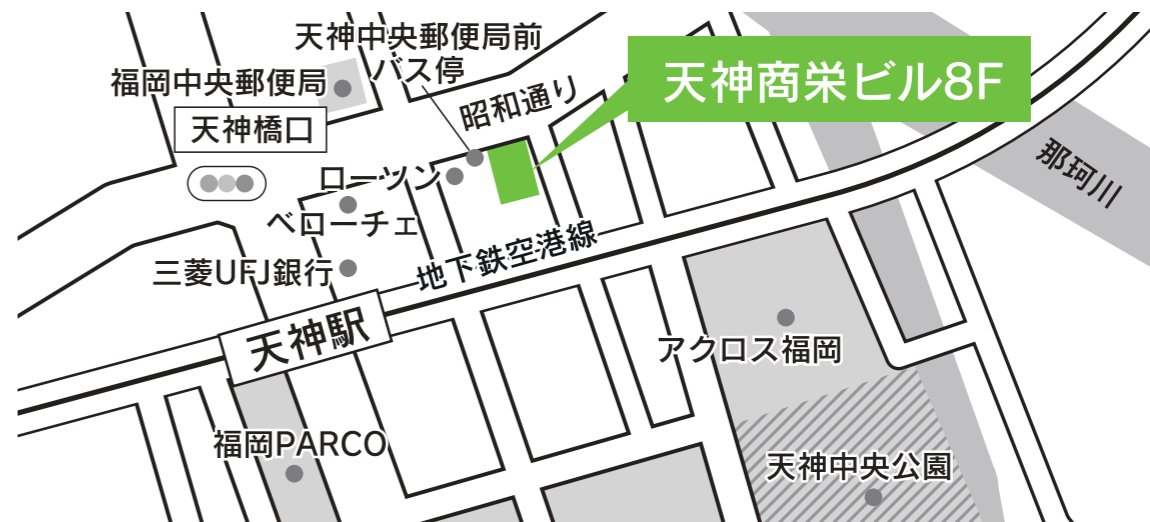 天神中央郵便局前
バス停
福岡中央郵便局
天神橋口
昭和通り
天神商栄ビル8F
那珂川
ローソン
ベローチェ
三菱UFJ銀行
地下鉄空港線
天神駅
アクロス福岡
福岡PARCO
天神中央公園